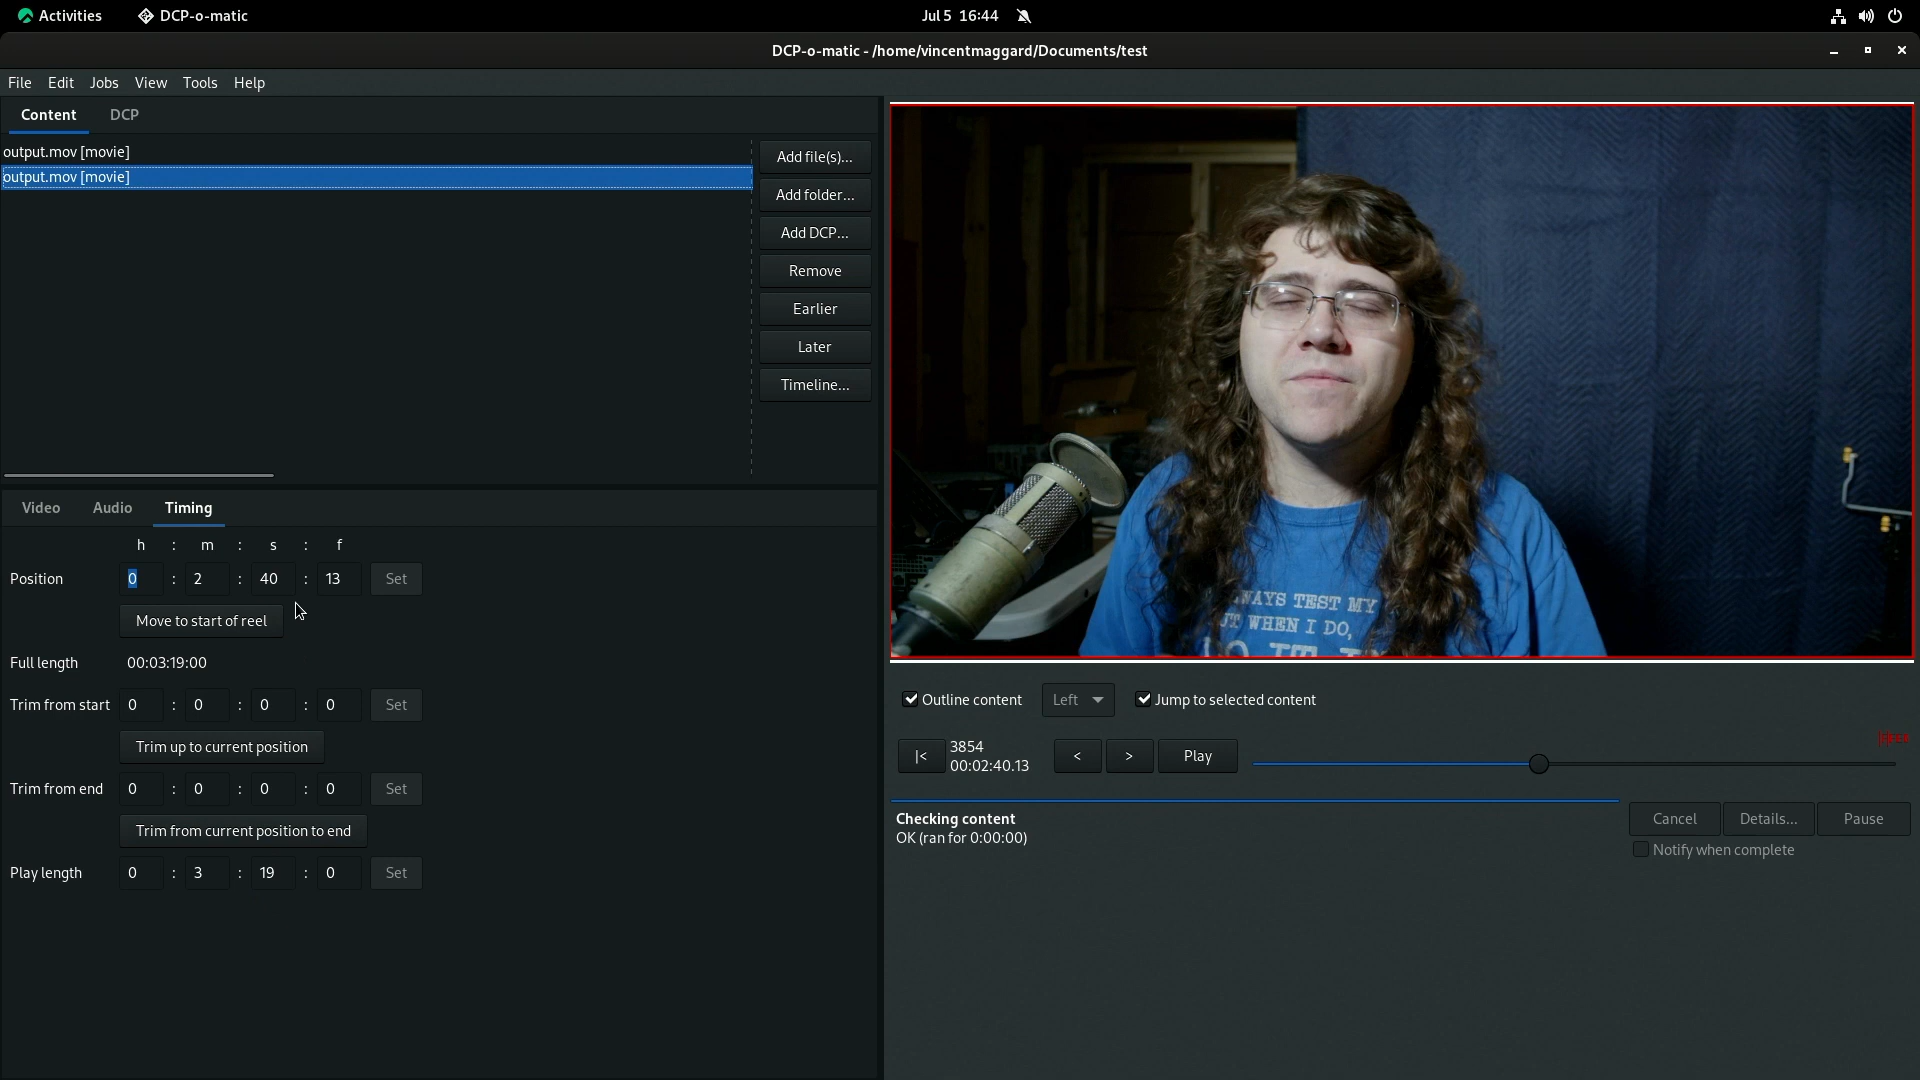 Activities
DCP-o-matic
Jul 5 16:44
DCP-o-matic - /home/vincentmaggard/Documents/test
File Edit Jobs View Tools Help
Content DCP
output.mov [movie]
output.mov [movie]
Add file(s)...
Add folder...
Add DCP...
Remove
Earlier
Later
Timeline...
Video Audio Timing
h : m : s : f
Position 0 : 2 : 40 : 13 Set
Move to start of reel
Full length 00:03:19:00
Trim from start 0 : 0 : 0 : 0 Set
Trim up to current position
Trim from end 0 : 0 : 0 : 0 Set
Trim from current position to end
Play length 0 : 3 : 19 : 0 Set
TEST MY
WHEN I DO,
Outline content Left Jump to selected content
|< 3854 < > Play
00:02:40.13
Checking content
OK (ran for 0:00:00)
Cancel Details... Pause
Notify when complete